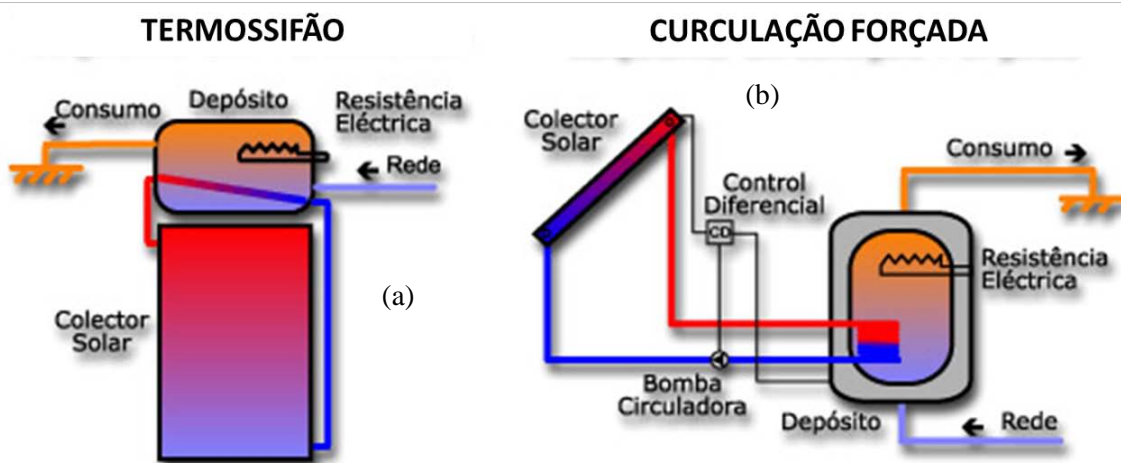 TERMOSSIFÃO
Consumo
Depósito
Resistência
Eléctrica
Rede
Colector
Solar
(a)
CURCULAÇÃO FORÇADA
(b)
Colector
Solar
Consumo
Control
Diferencial
CD
Resistência
Eléctrica
Bomba
Circuladora
Depósito
Rede